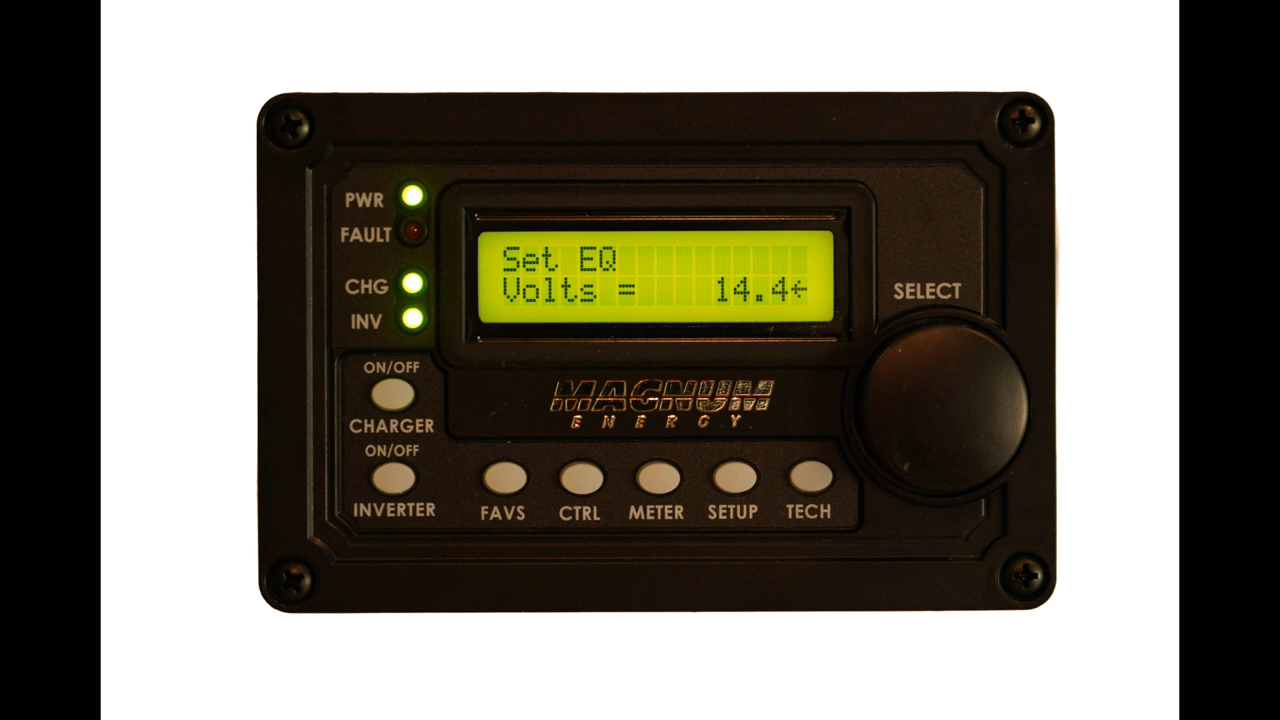 PWR
FAULT
CHG
INV
Set EQ
Volts = 14.4←
SELECT
ON/OFF
CHARGER
ON/OFF
INVERTER
MAGNUM
ENERGY
FAVS
CTRL
METER
SETUP
TECH